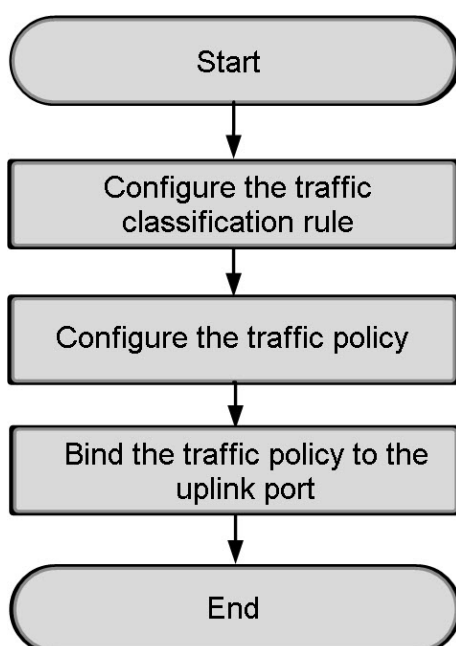 Start
Configure the traffic
classification rule
Configure the traffic policy
Bind the traffic policy to the
uplink port
End